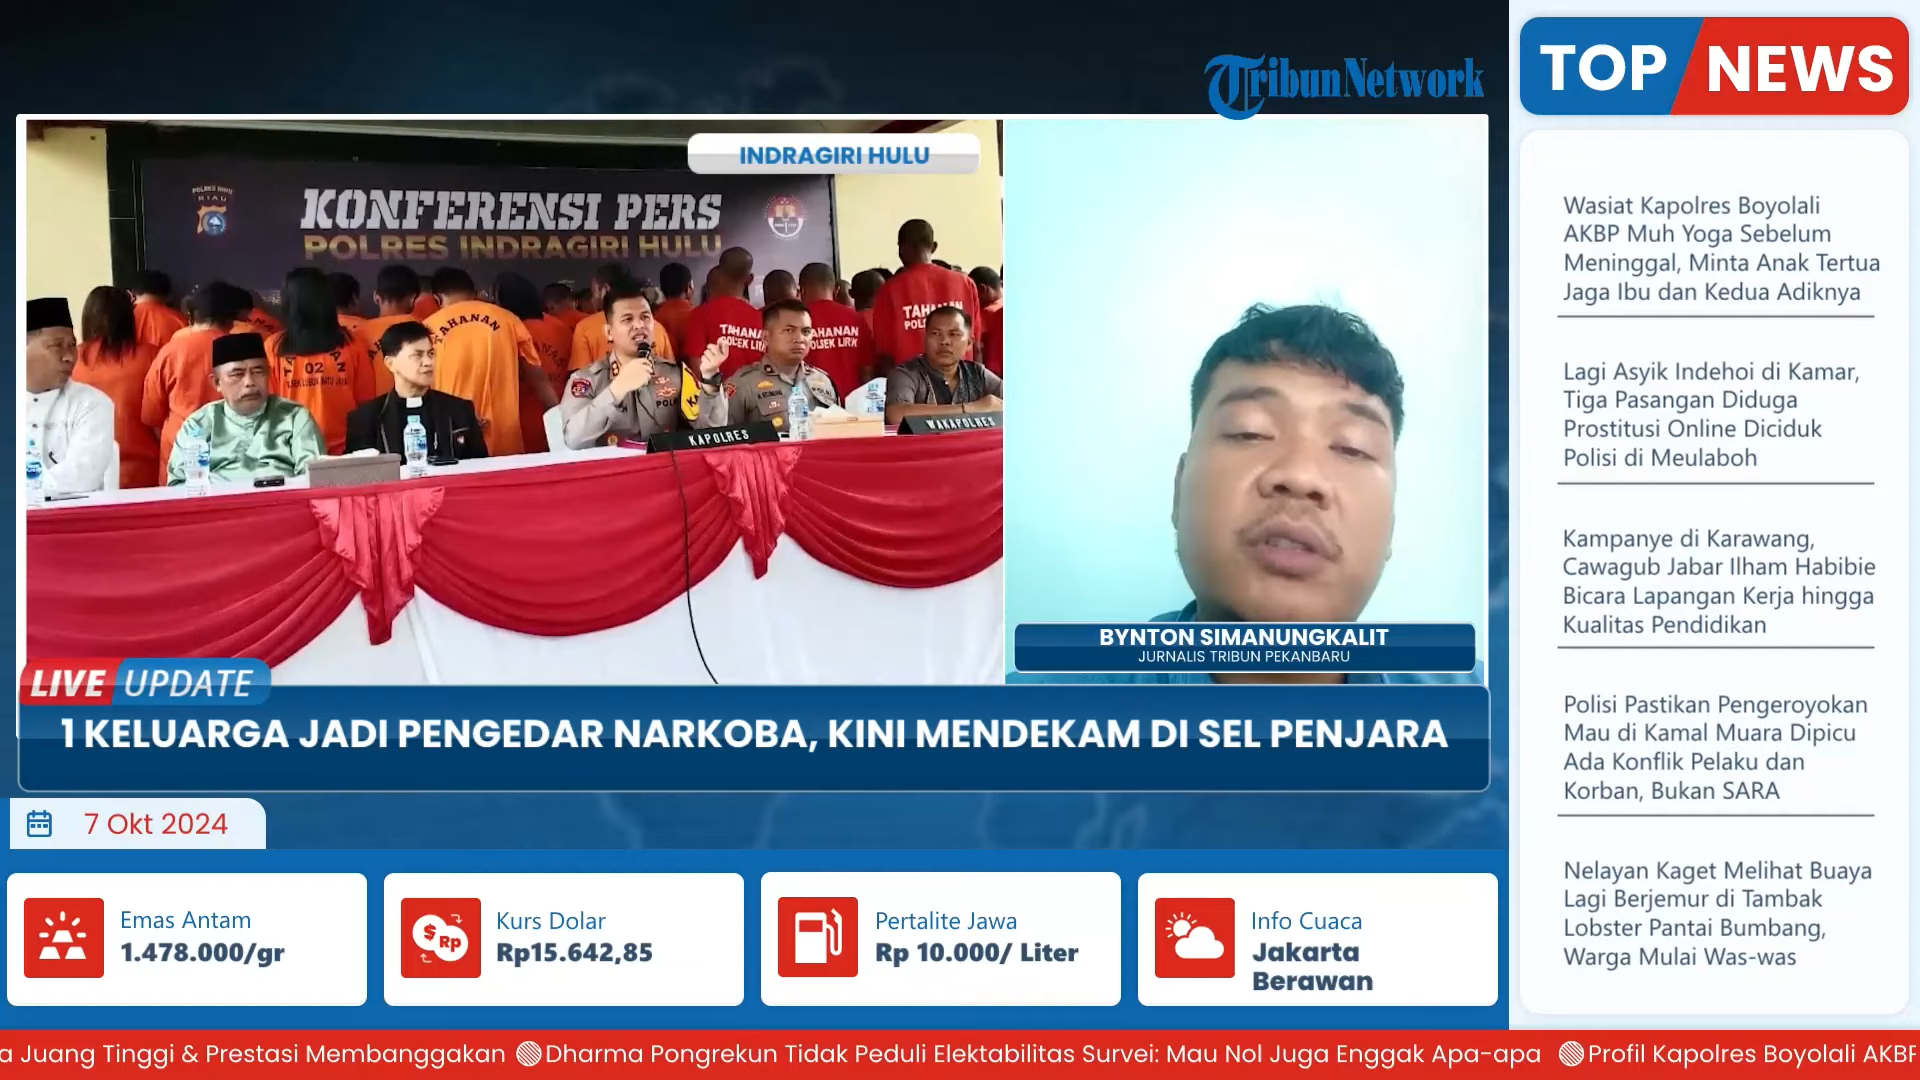 TribunNetwork
TOP NEWS
INDRAGIRI HULU
POLRES INHU
RIAU
KONFERENSI PERS
POLRES INDRAGIRI HULU
TAHANAN
02
TAHANAN
KAPOLRES
WAKAPOLRES
BYNTON SIMANUNGKALIT
JURNALIS TRIBUN PEKANBARU
LIVE UPDATE
1 KELUARGA JADI PENGEDAR NARKOBA, KINI MENDEKAM DI SEL PENJARA
7 Okt 2024
Emas Antam
1.478.000/gr
Kurs Dolar
Rp15.642,85
Pertalite Jawa
Rp 10.000/ Liter
Info Cuaca
Jakarta
Berawan
Wasiat Kapolres Boyolali
AKBP Muh Yoga Sebelum
Meninggal, Minta Anak Tertua
Jaga Ibu dan Kedua Adiknya
Lagi Asyik Indehoi di Kamar,
Tiga Pasangan Diduga
Prostitusi Online Diciduk
Polisi di Meulaboh
Kampanye di Karawang,
Cawagub Jabar Ilham Habibie
Bicara Lapangan Kerja hingga
Kualitas Pendidikan
Polisi Pastikan Pengeroyokan
Mau di Kamal Muara Dipicu
Ada Konflik Pelaku dan
Korban, Bukan SARA
Nelayan Kaget Melihat Buaya
Lagi Berjemur di Tambak
Lobster Pantai Bumbang,
Warga Mulai Was-was
a Juang Tinggi & Prestasi Membanggakan Dharma Pongrekun Tidak Peduli Elektabilitas Survei: Mau Nol Juga Enggak Apa-apa Profil Kapolres Boyolali AKBP